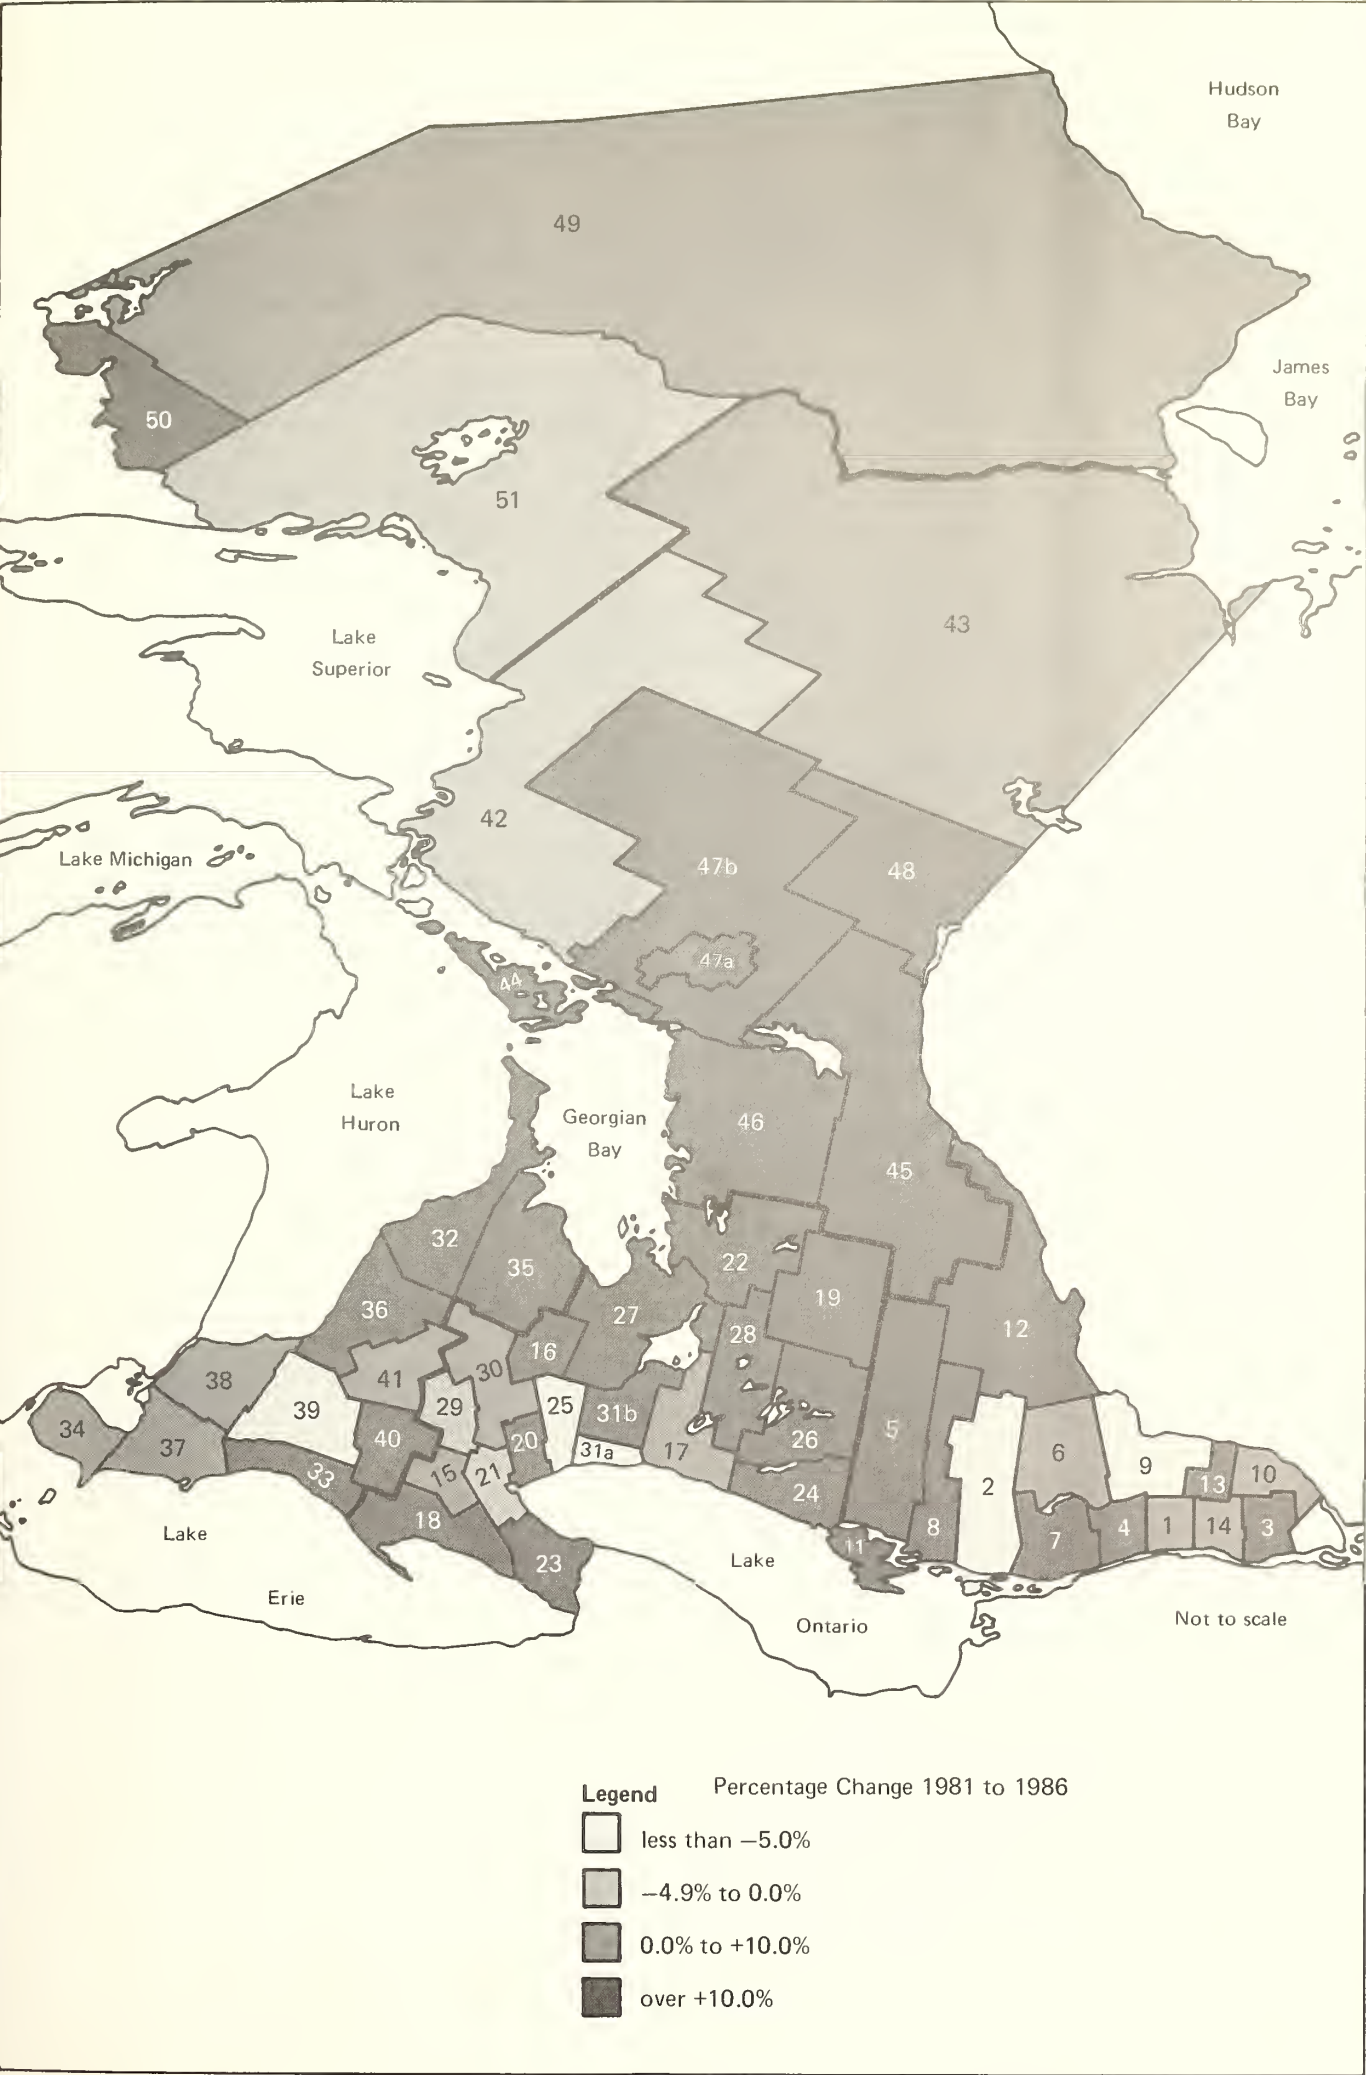 Hudson
Bay
49
James
Bay
50
51
43
Lake
Superior
42
Lake Michigan
47b
48
47a
44
Lake
Huron
Georgian
Bay
46
45
32
35
22
36
27
19
28
12
16
38
41
30
39
29
25
31b
34
37
40
20
31a
17
26
5
2
6
9
13
10
33
15
21
24
18
11
8
7
4
1
14
3
23
Lake
Erie
Lake
Ontario
Not to scale
Legend Percentage Change 1981 to 1986
less than −5.0%
−4.9% to 0.0%
0.0% to +10.0%
over +10.0%